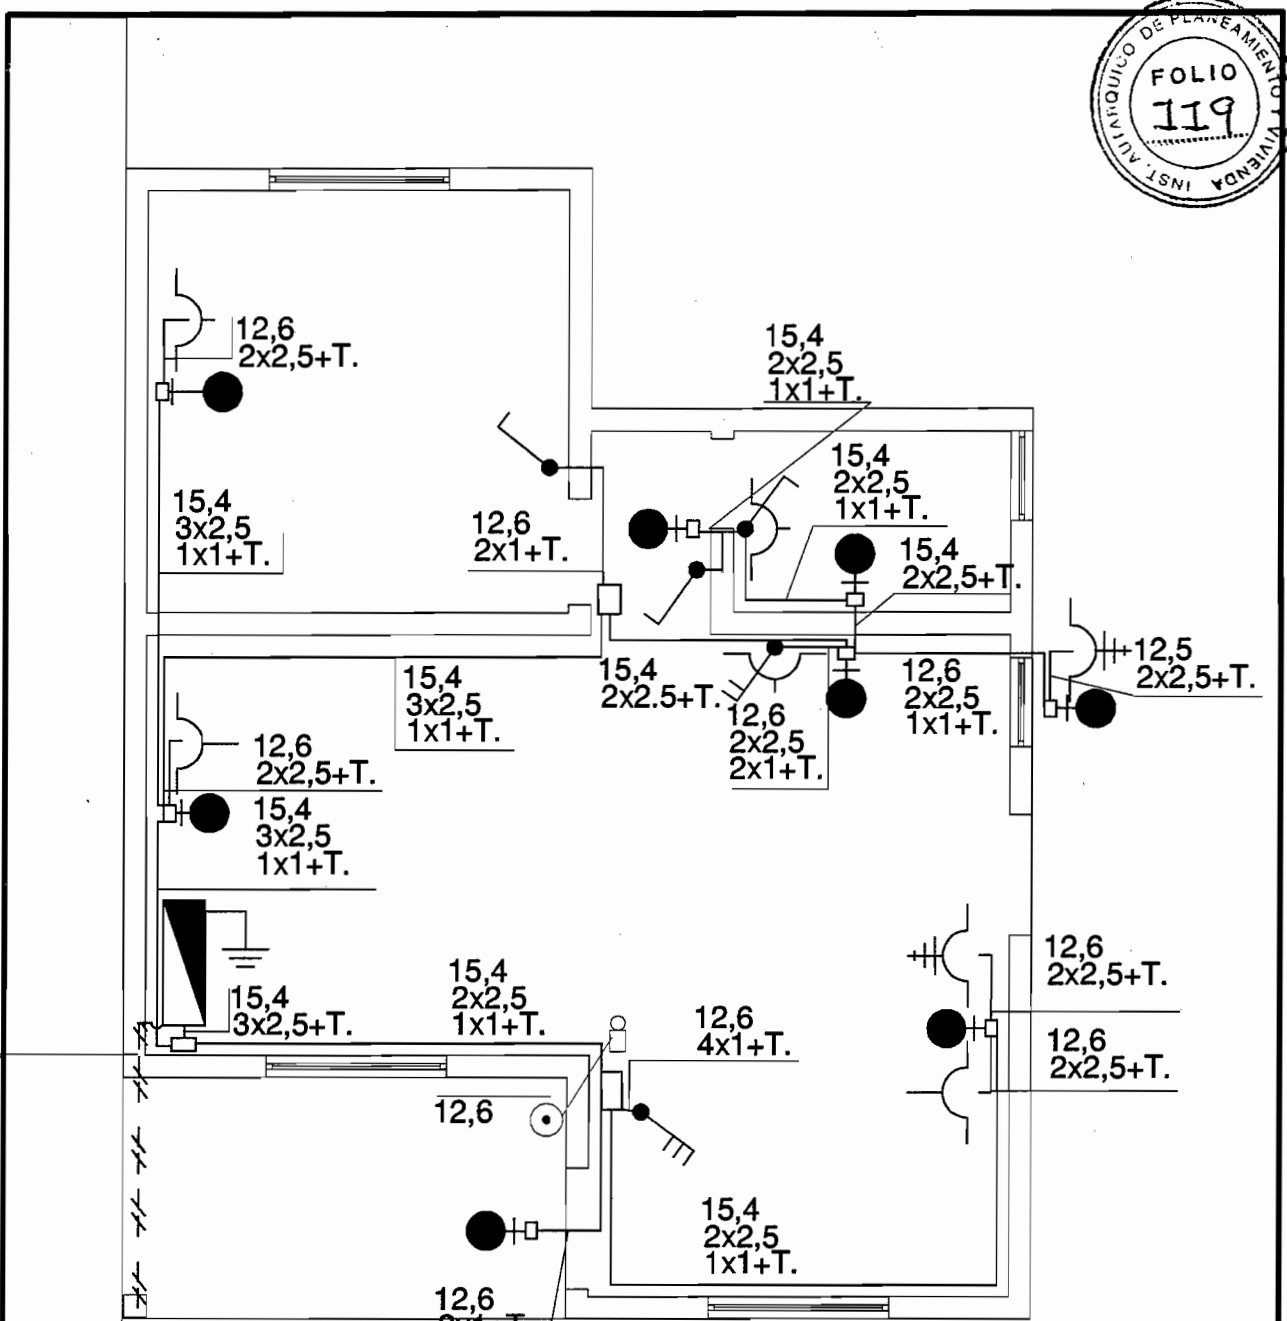 INST. AUTARQUICO DE PLANEAMIENTO Y VIVIENDA
FOLIO
119
12,6
2x2,5+T.
15,4
2x2,5
1x1+T.
15,4
2x2,5
1x1+T.
15,4
3x2,5
1x1+T.
12,6
2x1+T.
15,4
2x2,5+T.
12,5
2x2,5+T.
15,4
3x2,5
1x1+T.
15,4
2x2.5+T.
12,6
2x2,5
2x1+T.
12,6
2x2,5
1x1+T.
12,6
2x2,5+T.
15,4
3x2,5
1x1+T.
15,4
3x2,5+T.
15,4
2x2,5
1x1+T.
12,6
4x1+T.
12,6
2x2,5+T.
12,6
2x2,5+T.
12,6
15,4
2x2,5
1x1+T.
12,6